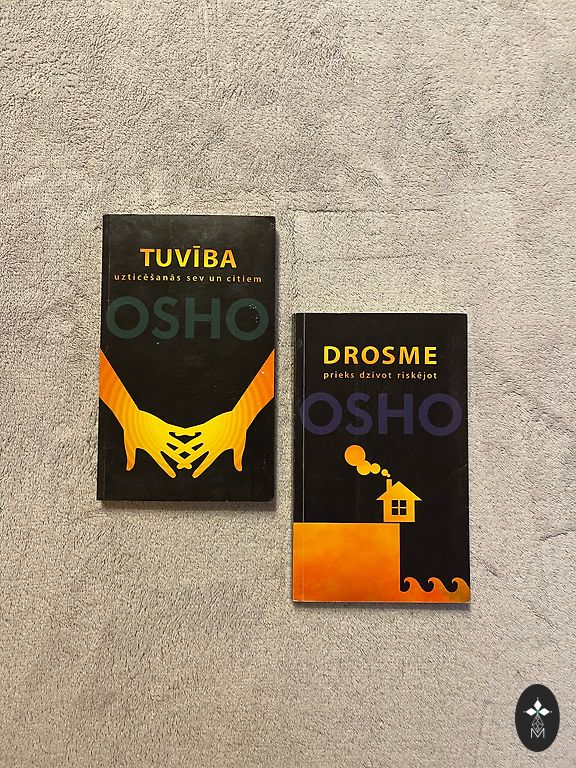 TUVĪBA
uzticēšanās sev un citiem
OSHO
DROSME
prieks dzīvot riskējot
OSHO
M